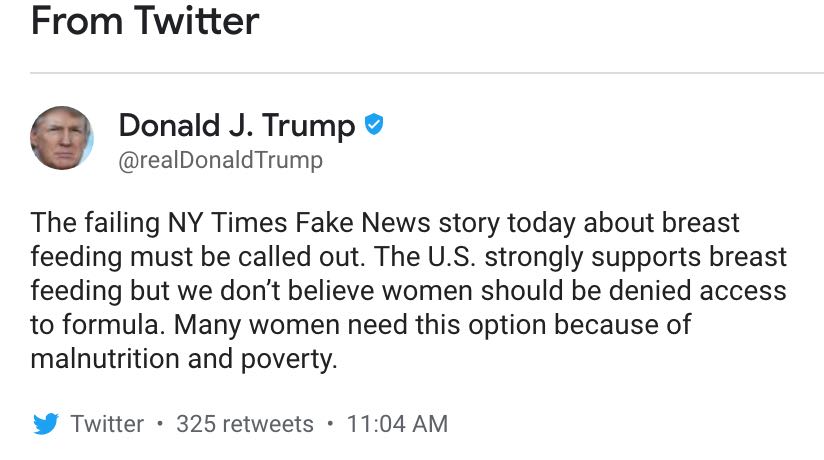 From Twitter
Donald J. Trump
@realDonaldTrump
The failing NY Times Fake News story today about breast
feeding must be called out. The U.S. strongly supports breast
feeding but we don’t believe women should be denied access
to formula. Many women need this option because of
malnutrition and poverty.
Twitter • 325 retweets • 11:04 AM